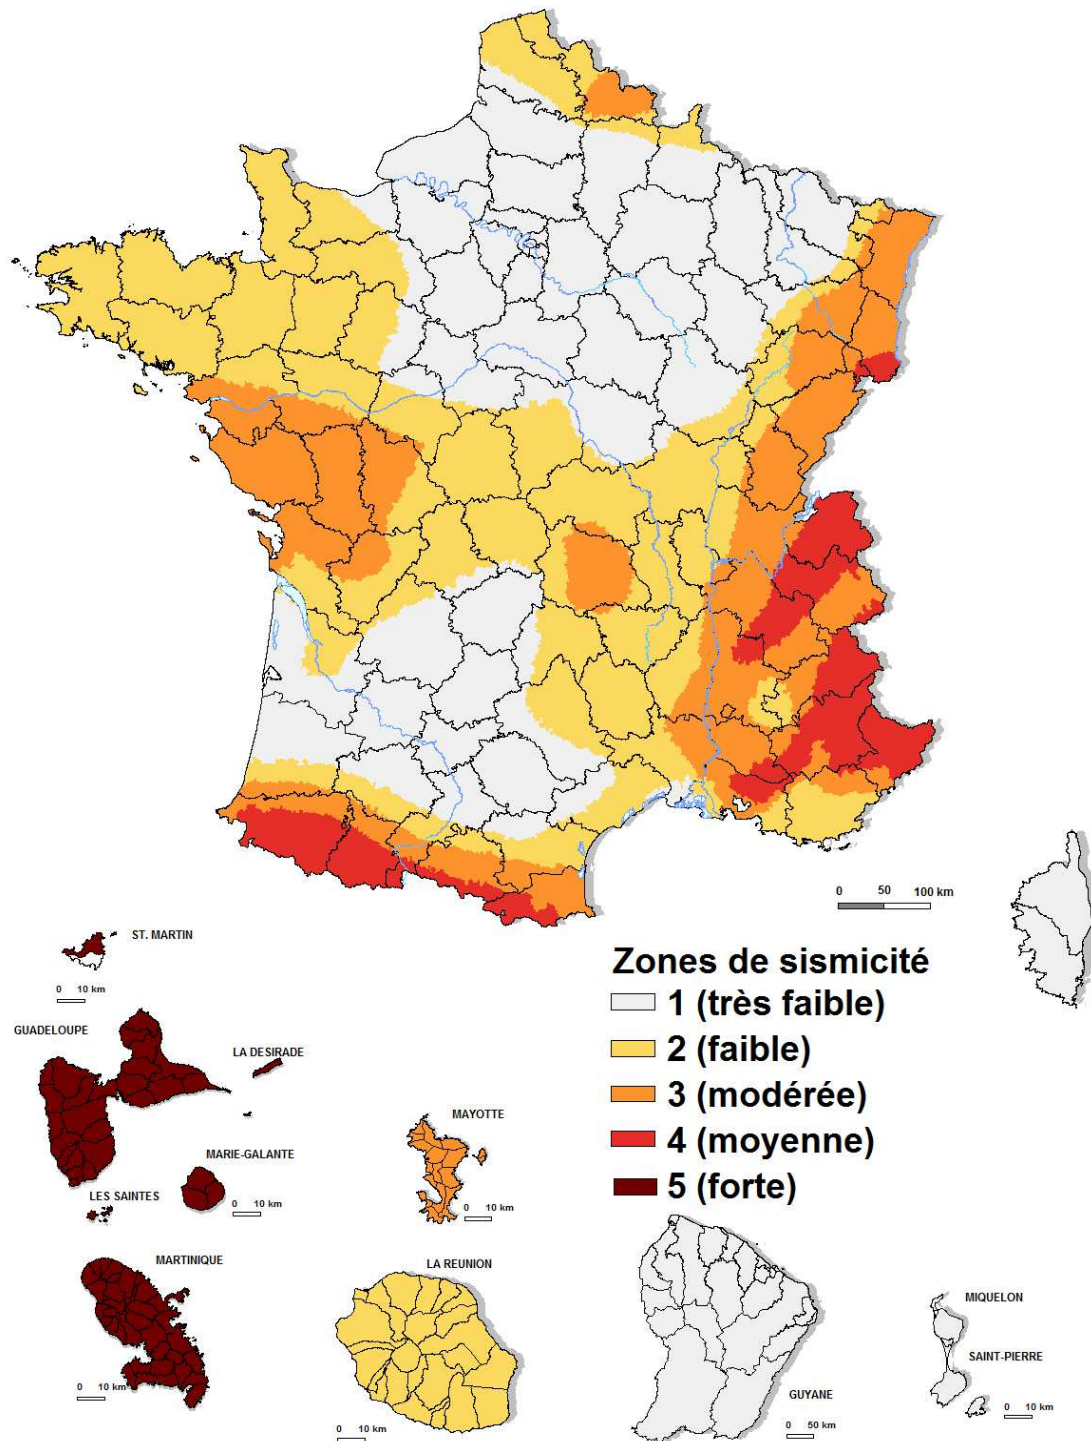 0 50 100 km
ST. MARTIN
0 10 km
Zones de sismicité
1 (très faible)
2 (faible)
3 (modérée)
4 (moyenne)
5 (forte)
GUADELOUPE
LA DESIRADE
MARIE-GALANTE
0 10 km
LES SAINTES
MAYOTTE
0 10 km
MARTINIQUE
0 10 km
LA REUNION
0 10 km
GUYANE
0 50 km
MIQUELON
SAINT-PIERRE
0 10 km